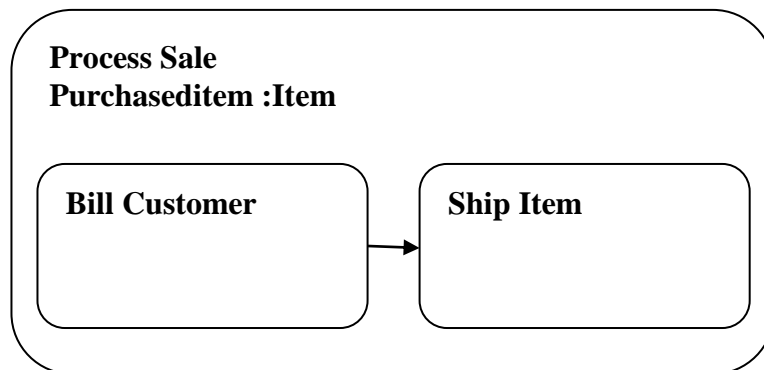 Process Sale
Purchaseditem :Item
Bill Customer
Ship Item